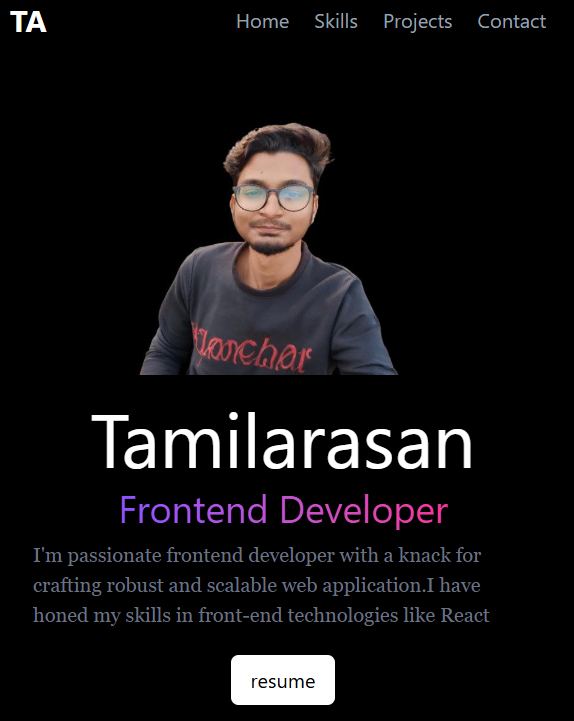 TA
Home Skills Projects Contact
Tamilarasan
Frontend Developer
I'm passionate frontend developer with a knack for
crafting robust and scalable web application.I have
honed my skills in front-end technologies like React
resume